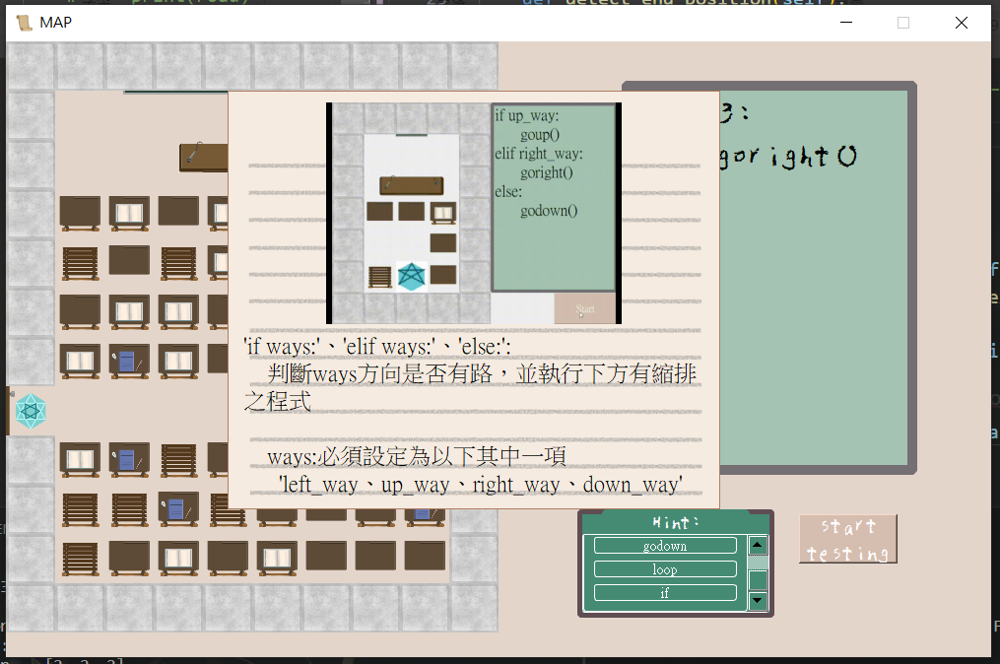 MAP
3:
goright()
if up_way:
goup()
elif right_way:
goright()
else:
godown()
Start
'if ways:'、'elif ways:'、'else:':
判斷ways方向是否有路，並執行下方有縮排
之程式
ways:必須設定為以下其中一項
'left_way、up_way、right_way、down_way'
Hint:
godown
loop
if
start
testing